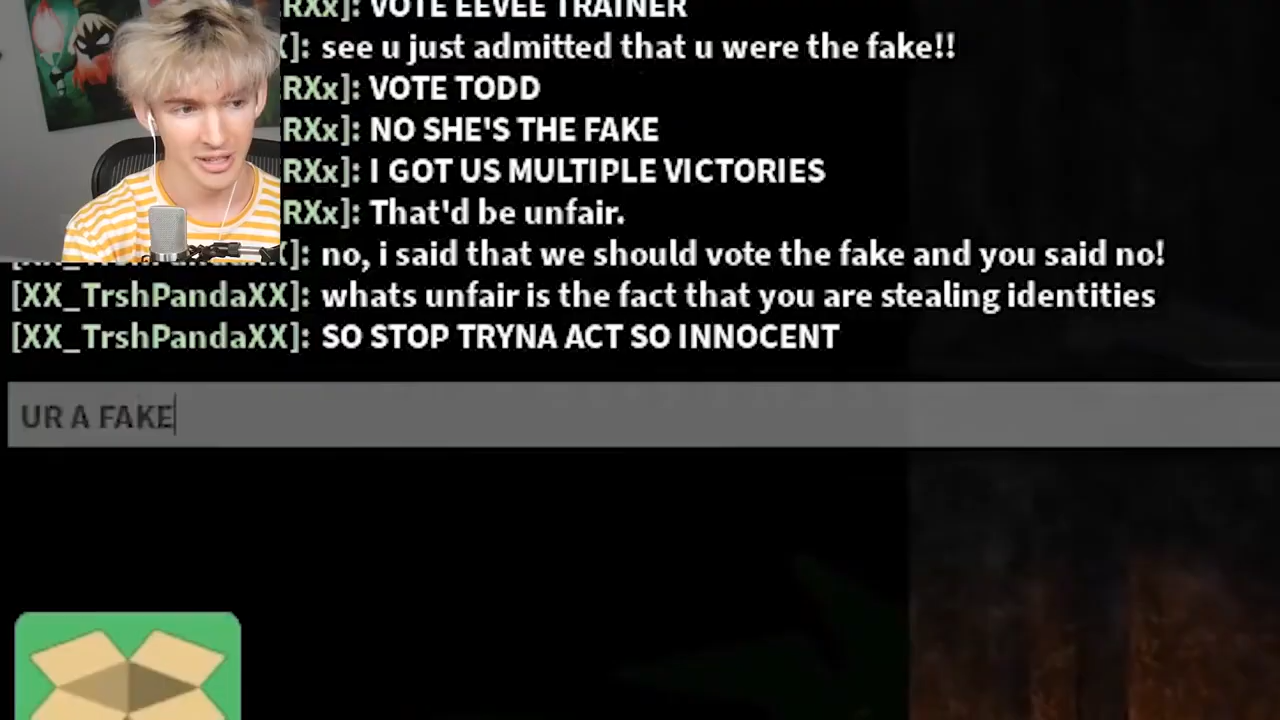 RXx]: VOTE EEVEE TRAINER
]: see u just admitted that u were the fake!!
RXx]: VOTE TODD
RXx]: NO SHE'S THE FAKE
RXx]: I GOT US MULTIPLE VICTORIES
RXx]: That'd be unfair.
]: no, i said that we should vote the fake and you said no!
[XX_TrshPandaXX]: whats unfair is the fact that you are stealing identities
[XX_TrshPandaXX]: SO STOP TRYNA ACT SO INNOCENT
UR A FAKE